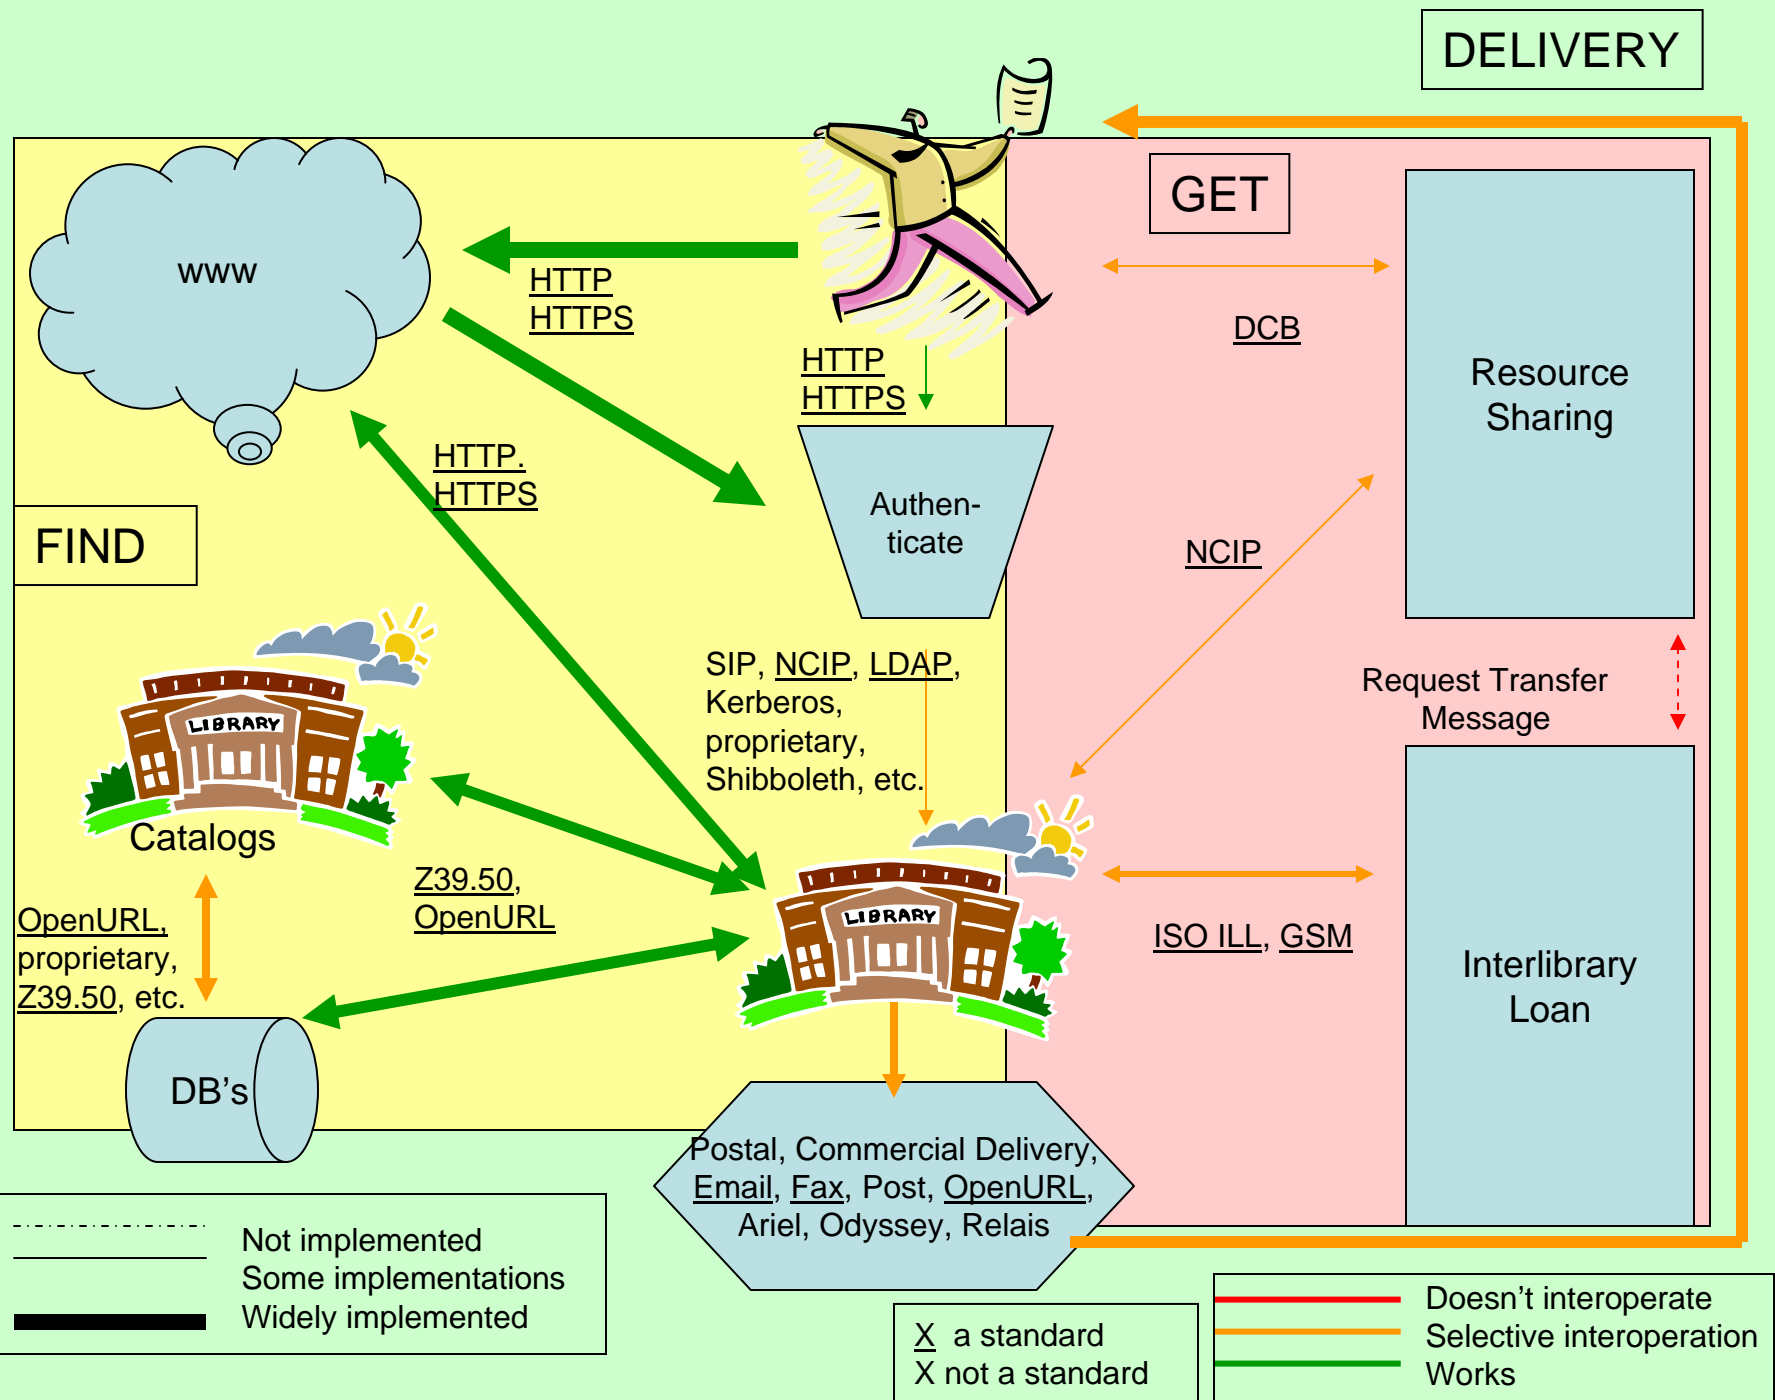 DELIVERY
GET
www
HTTP
HTTPS
DCB
HTTP
HTTPS
Resource
Sharing
HTTP.
HTTPS
Authen-
ticate
FIND
NCIP
SIP, NCIP, LDAP,
Kerberos,
proprietary,
Shibboleth, etc.
Request Transfer
Message
LIBRARY
Catalogs
Z39.50,
OpenURL
OpenURL,
proprietary,
Z39.50, etc.
LIBRARY
ISO ILL, GSM
Interlibrary
Loan
DB's
Postal, Commercial Delivery,
Email, Fax, Post, OpenURL,
Ariel, Odyssey, Relais
Not implemented
Some implementations
Widely implemented
X a standard
X not a standard
Doesn't interoperate
Selective interoperation
Works